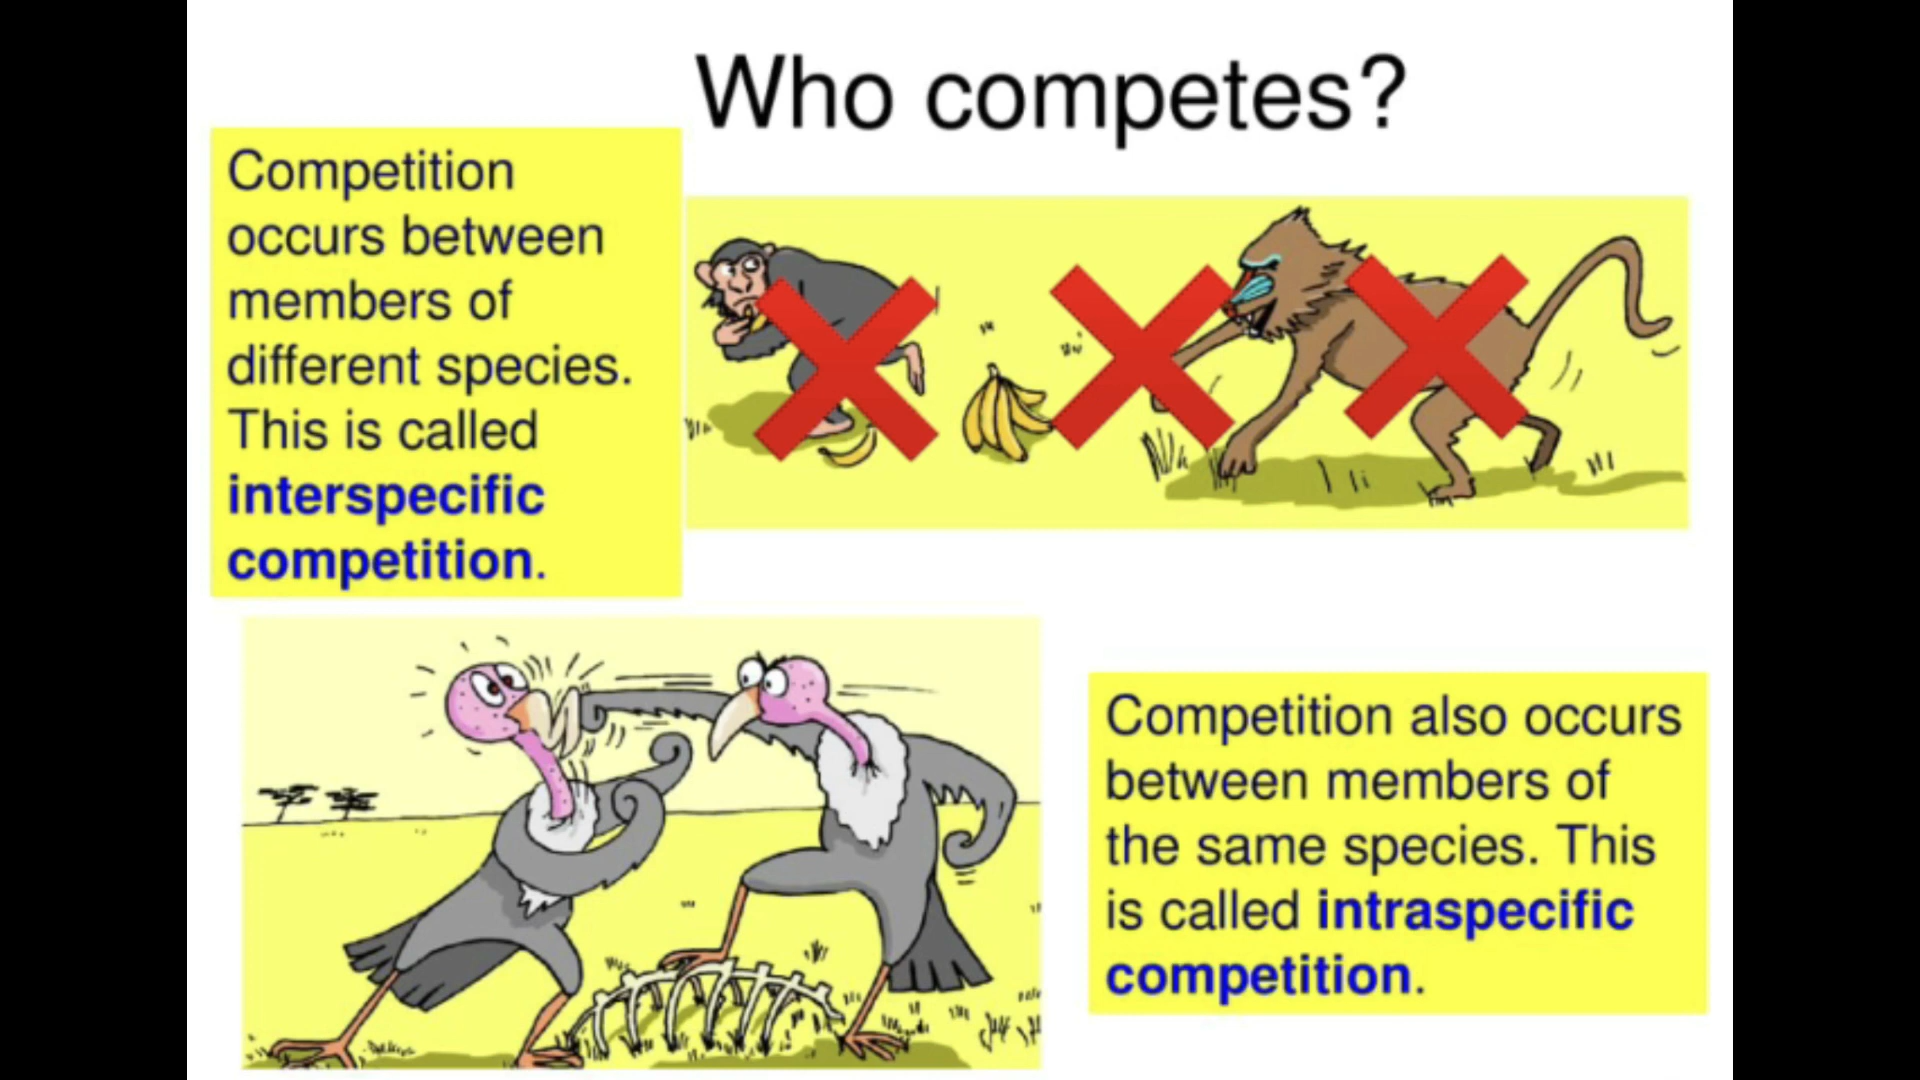 Who competes?
Competition
occurs between
members of
different species.
This is called
interspecific
competition.
Competition also occurs
between members of
the same species. This
is called intraspecific
competition.